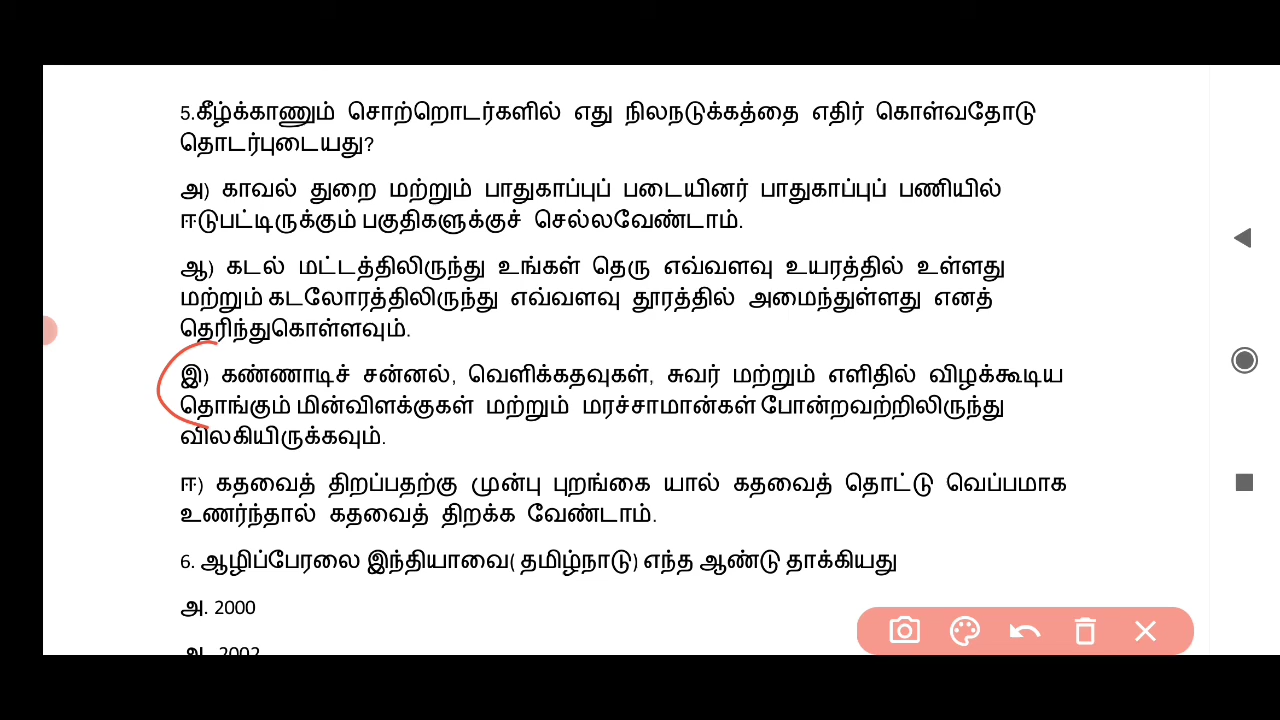 5.கீழ்க்காணும் சொற்றொடர்களில் எது நிலநடுக்கத்தை எதிர் கொள்வதோடு
தொடர்புடையது?
அ) காவல் துறை மற்றும் பாதுகாப்புப் படையினர் பாதுகாப்புப் பணியில்
ஈடுபட்டிருக்கும் பகுதிகளுக்குச் செல்லவேண்டாம்.
ஆ) கடல் மட்டத்திலிருந்து உங்கள் தெரு எவ்வளவு உயரத்தில் உள்ளது
மற்றும் கடலோரத்திலிருந்து எவ்வளவு தூரத்தில் அமைந்துள்ளது எனத்
தெரிந்துகொள்ளவும்.
இ) கண்ணாடிச் சன்னல், வெளிக்கதவுகள், சுவர் மற்றும் எளிதில் விழக்கூடிய
தொங்கும் மின்விளக்குகள் மற்றும் மரச்சாமான்கள் போன்றவற்றிலிருந்து
விலகியிருக்கவும்.
ஈ) கதவைத் திறப்பதற்கு முன்பு புறங்கை யால் கதவைத் தொட்டு வெப்பமாக
உணர்ந்தால் கதவைத் திறக்க வேண்டாம்.
6. ஆழிப்பேரலை இந்தியாவை( தமிழ்நாடு) எந்த ஆண்டு தாக்கியது
அ. 2000
2002